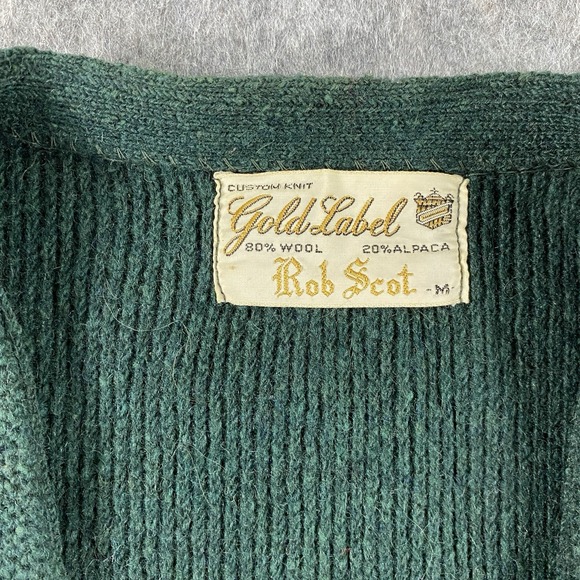 CUSTOM KNIT
Gold Label
80% WOOL 20% ALPACA
Rob Scot -M-